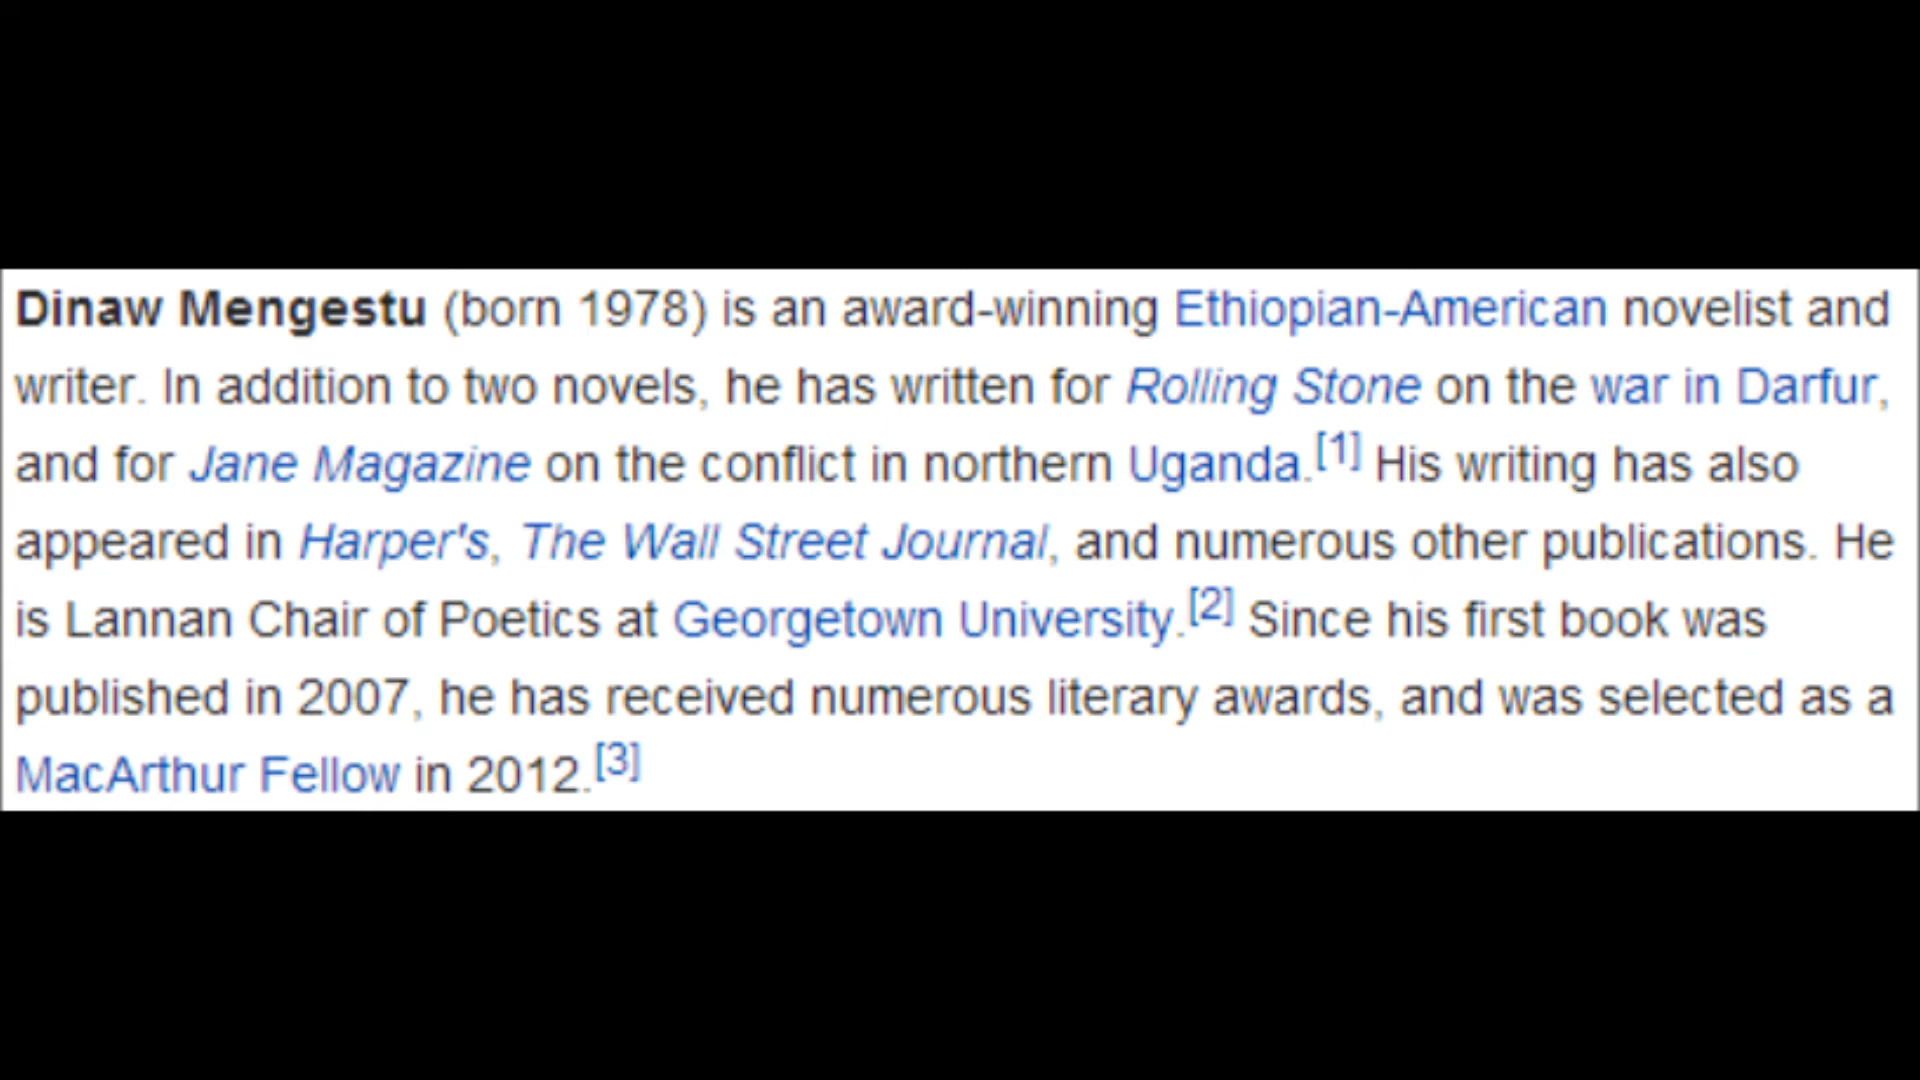 Dinaw Mengestu (born 1978) is an award-winning Ethiopian-American novelist and
writer. In addition to two novels, he has written for Rolling Stone on the war in Darfur,
and for Jane Magazine on the conflict in northern Uganda.[1] His writing has also
appeared in Harper's, The Wall Street Journal, and numerous other publications. He
is Lannan Chair of Poetics at Georgetown University.[2] Since his first book was
published in 2007, he has received numerous literary awards, and was selected as a
MacArthur Fellow in 2012.[3]